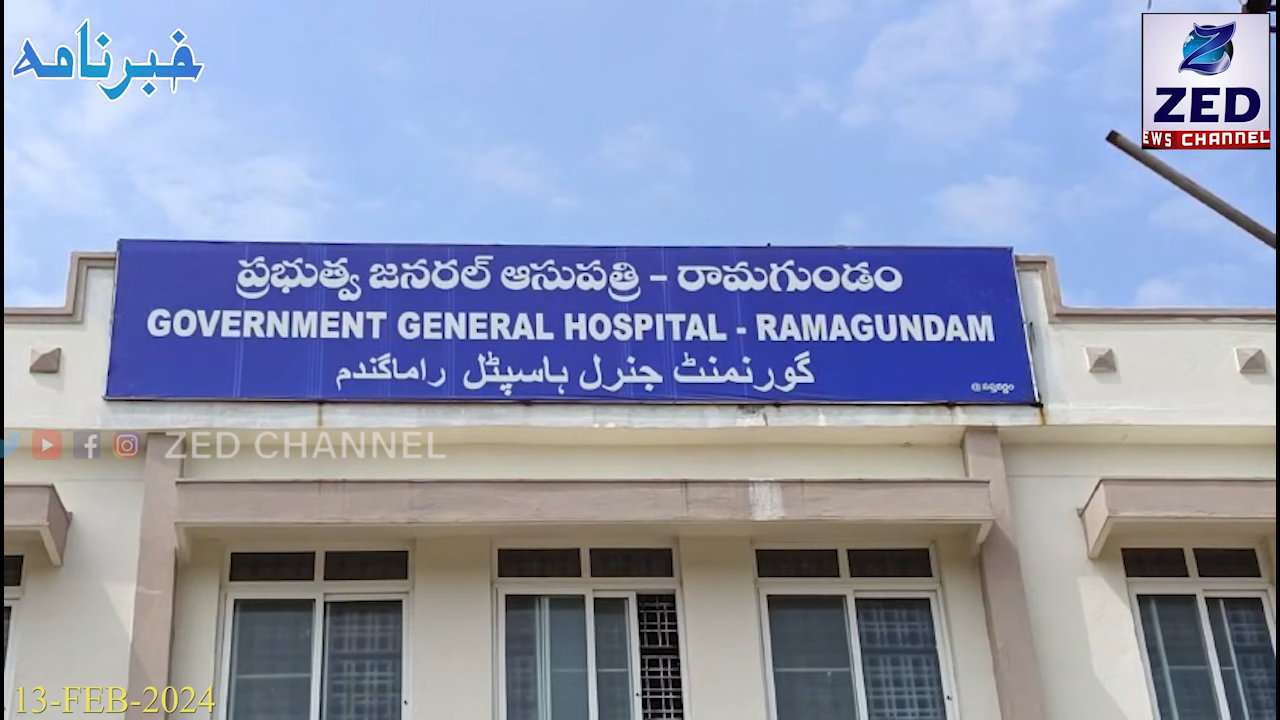 خبرنامہ
ZED
EWS CHANNEL
ప్రభుత్వ జనరల్ ఆసుపత్రి - రామగుండం
GOVERNMENT GENERAL HOSPITAL - RAMAGUNDAM
گورنمنٹ جنرل ہاسپٹل راماگندم
ZED CHANNEL
13-FEB-2024